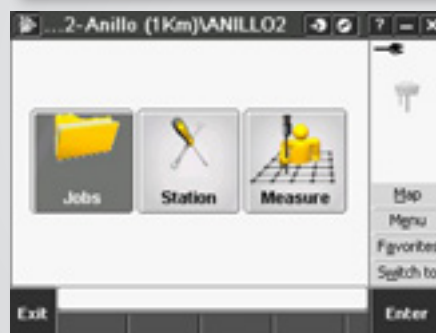 ...2-Anillo (1Km)\ANILLO2
? - X
Jobs
Station
Measure
Map
Menu
Favorites
Switch to
Exit
Enter